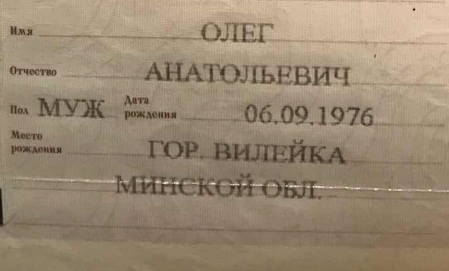 Имя ОЛЕГ
Отчество АНАТОЛЬЕВИЧ
Пол МУЖ Дата рождения 06.09.1976
Место рождения ГОР. ВИЛЕЙКА
МИНСКОЙ ОБЛ.